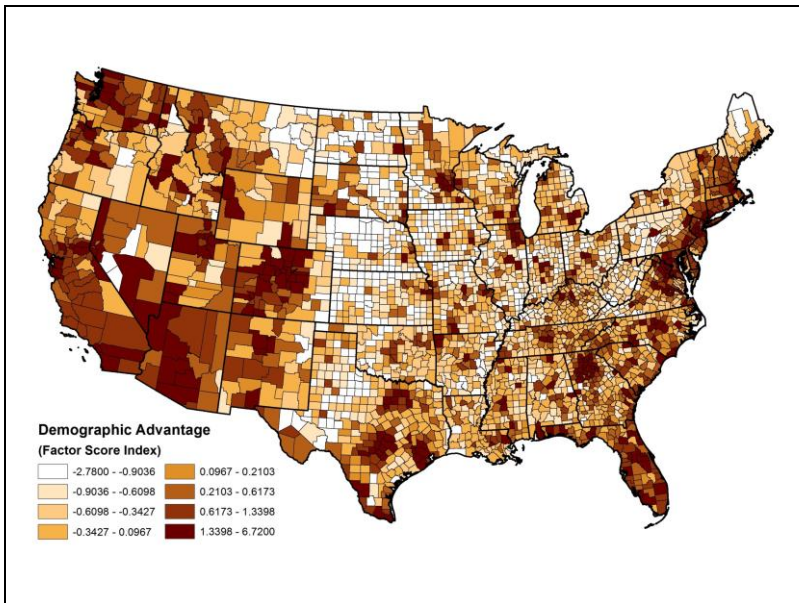 Demographic Advantage
(Factor Score Index)
-2.7800 - -0.9036
-0.9036 - -0.6098
-0.6098 - -0.3427
-0.3427 - 0.0967
0.0967 - 0.2103
0.2103 - 0.6173
0.6173 - 1.3398
1.3398 - 6.7200